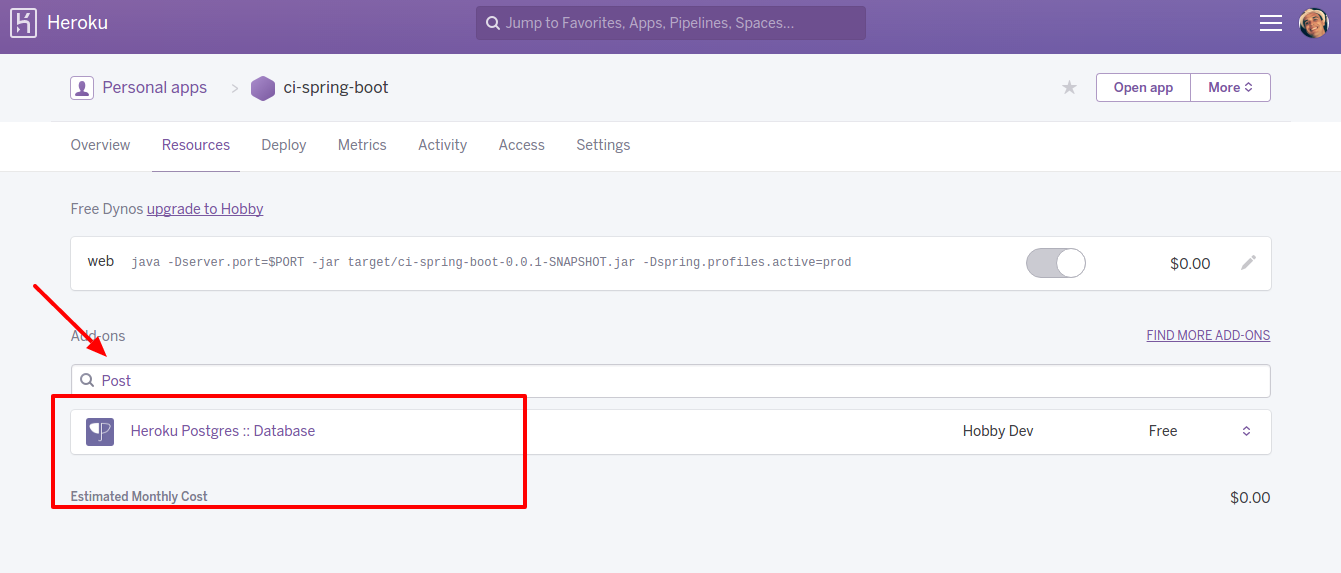 Heroku
Jump to Favorites, Apps, Pipelines, Spaces...
Personal apps > ci-spring-boot
Open app More
Overview Resources Deploy Metrics Activity Access Settings
Free Dynos upgrade to Hobby
web java -Dserver.port=$PORT -jar target/ci-spring-boot-0.0.1-SNAPSHOT.jar -Dspring.profiles.active=prod $0.00
Add-ons FIND MORE ADD-ONS
Post
Heroku Postgres :: Database Hobby Dev Free
Estimated Monthly Cost $0.00